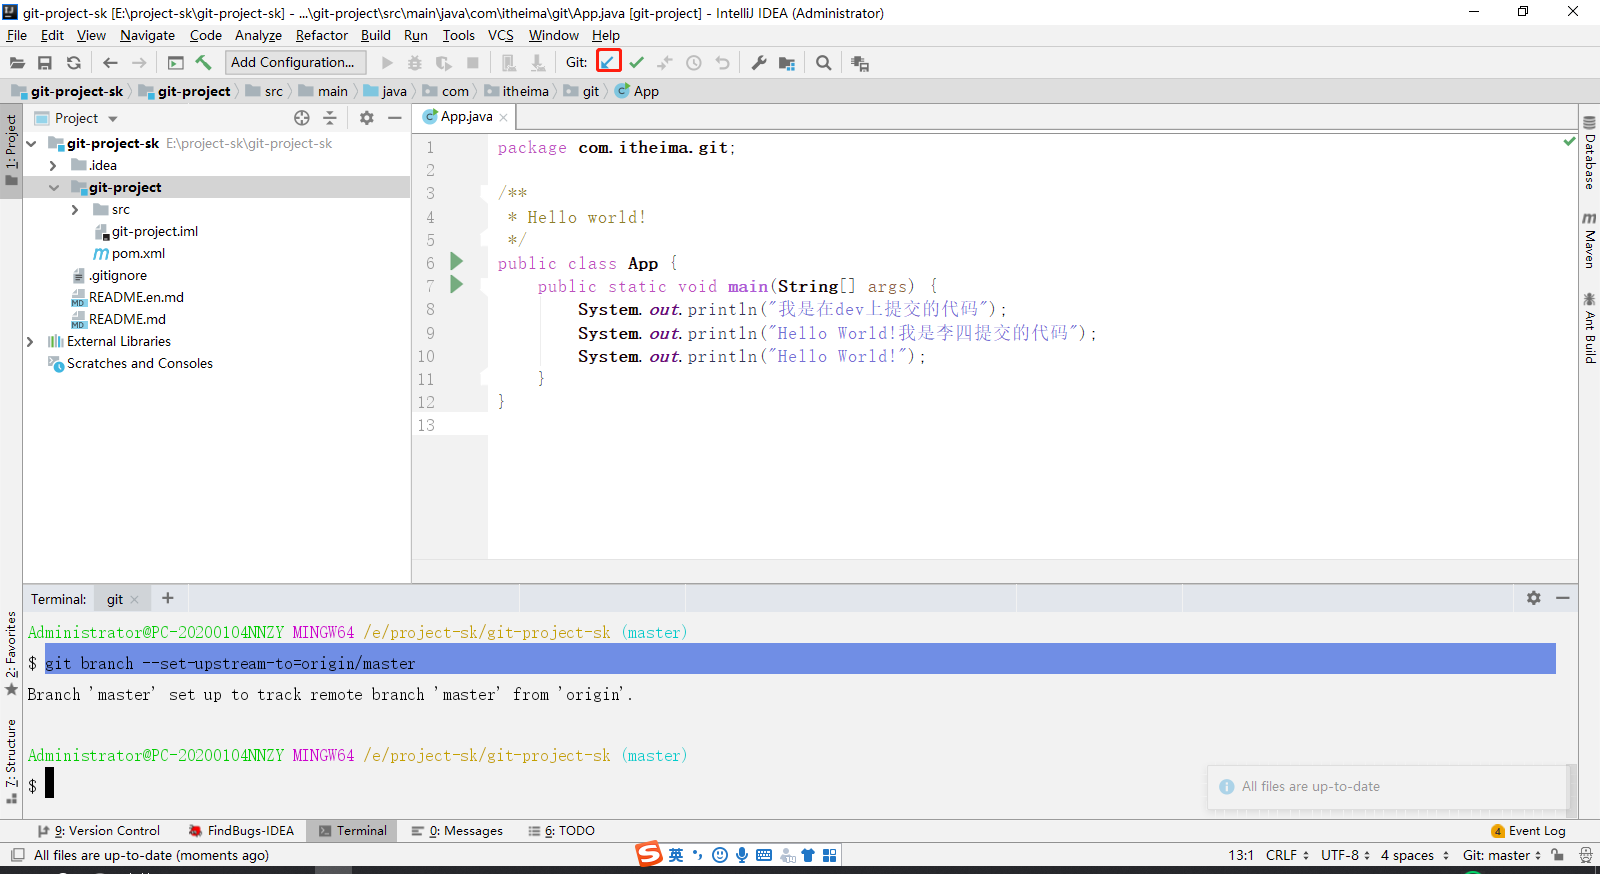 git-project-sk [E:\project-sk\git-project-sk] - ...\git-project\src\main\java\com\itheima\git\App.java [git-project] - IntelliJ IDEA (Administrator)
File Edit View Navigate Code Analyze Refactor Build Run Tools VCS Window Help
Add Configuration... Git:
git-project-sk git-project src main java com itheima git App
1: Project
Project
App.java
git-project-sk E:\project-sk\git-project-sk
.idea
git-project
src
git-project.iml
pom.xml
.gitignore
README.en.md
README.md
External Libraries
Scratches and Consoles
1 package com.itheima.git;
2
3 /**
4 * Hello world!
5 */
6 public class App {
7 public static void main(String[] args) {
8 System.out.println("我是在dev上提交的代码");
9 System.out.println("Hello World!我是李四提交的代码");
10 System.out.println("Hello World!");
11 }
12 }
13
Database
Maven
Ant Build
2: Favorites
7: Structure
Terminal: git
Administrator@PC-20200104NNZY MINGW64 /e/project-sk/git-project-sk (master)
$ git branch --set-upstream-to=origin/master
Branch 'master' set up to track remote branch 'master' from 'origin'.
Administrator@PC-20200104NNZY MINGW64 /e/project-sk/git-project-sk (master)
$
All files are up-to-date
9: Version Control FindBugs-IDEA Terminal 0: Messages 6: TODO 4 Event Log
All files are up-to-date (moments ago) 英 13:1 CRLF UTF-8 4 spaces Git: master